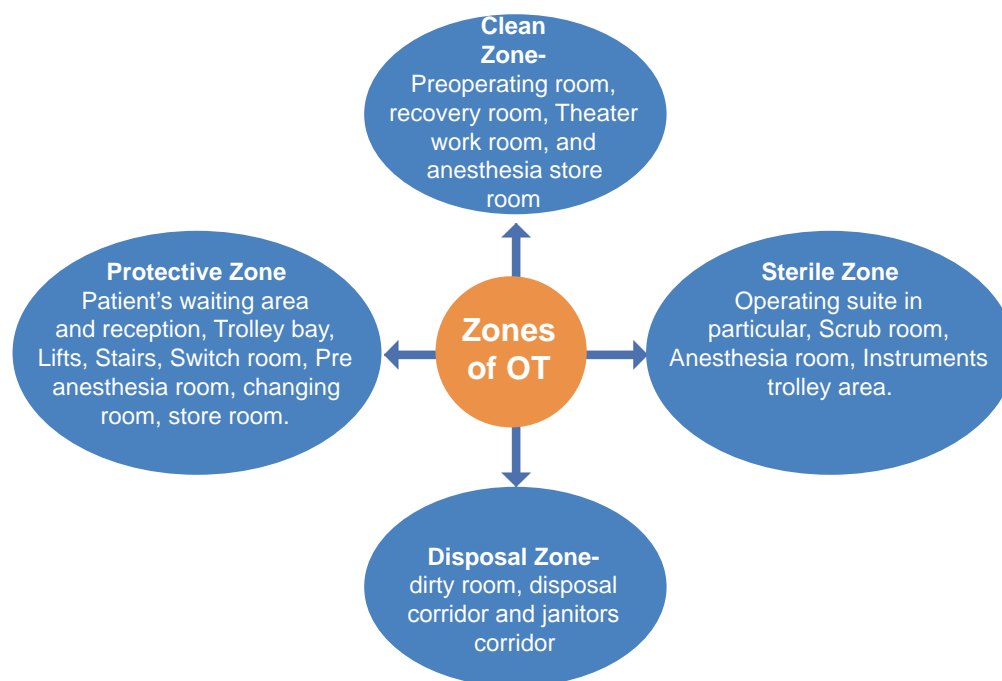 Clean
Zone-
Preoperating room,
recovery room, Theater
work room, and
anesthesia store
room
Protective Zone
Patient’s waiting area
and reception, Trolley bay,
Lifts, Stairs, Switch room, Pre
anesthesia room, changing
room, store room.
Zones
of OT
Sterile Zone
Operating suite in
particular, Scrub room,
Anesthesia room, Instruments
trolley area.
Disposal Zone-
dirty room, disposal
corridor and janitors
corridor